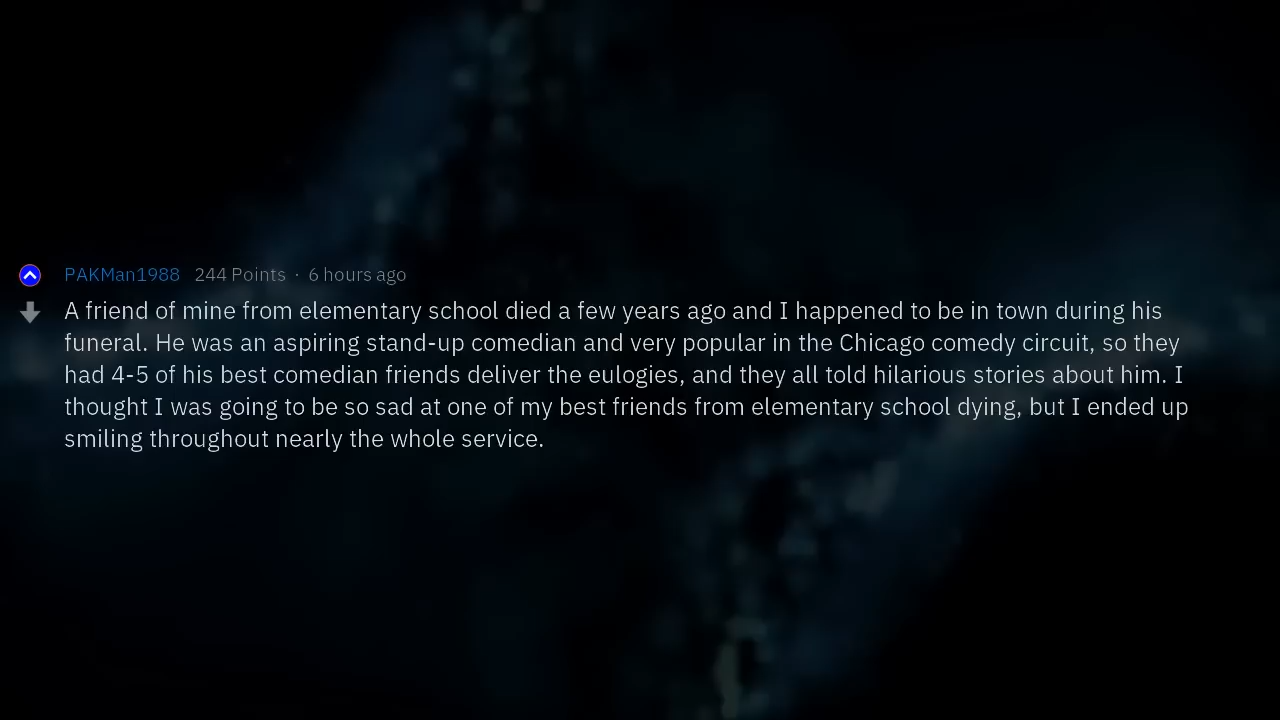 PAKMan1988 244 Points · 6 hours ago
A friend of mine from elementary school died a few years ago and I happened to be in town during his
funeral. He was an aspiring stand-up comedian and very popular in the Chicago comedy circuit, so they
had 4-5 of his best comedian friends deliver the eulogies, and they all told hilarious stories about him. I
thought I was going to be so sad at one of my best friends from elementary school dying, but I ended up
smiling throughout nearly the whole service.